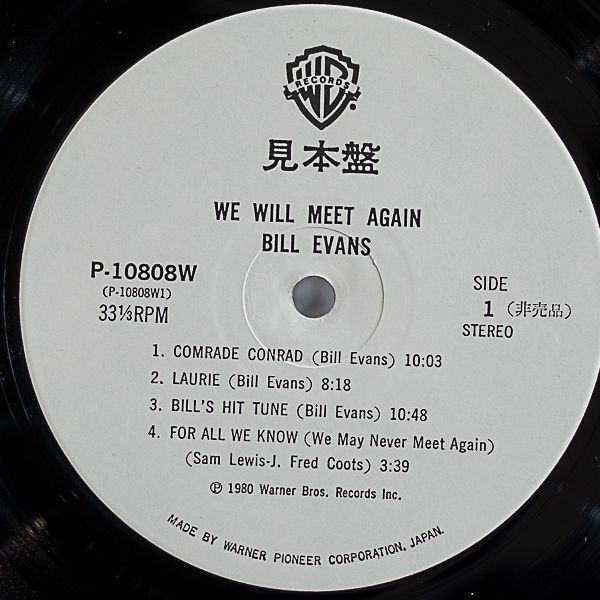 WB
RECORDS
見本盤
WE WILL MEET AGAIN
BILL EVANS
P-10808W
(P-10808W1)
33⅓RPM
SIDE
1 (非売品)
STEREO
1. COMRADE CONRAD (Bill Evans) 10:03
2. LAURIE (Bill Evans) 8:18
3. BILL'S HIT TUNE (Bill Evans) 10:48
4. FOR ALL WE KNOW (We May Never Meet Again)
(Sam Lewis-J. Fred Coots) 3:39
Ⓟ 1980 Warner Bros. Records Inc.
MADE BY WARNER PIONEER CORPORATION, JAPAN.